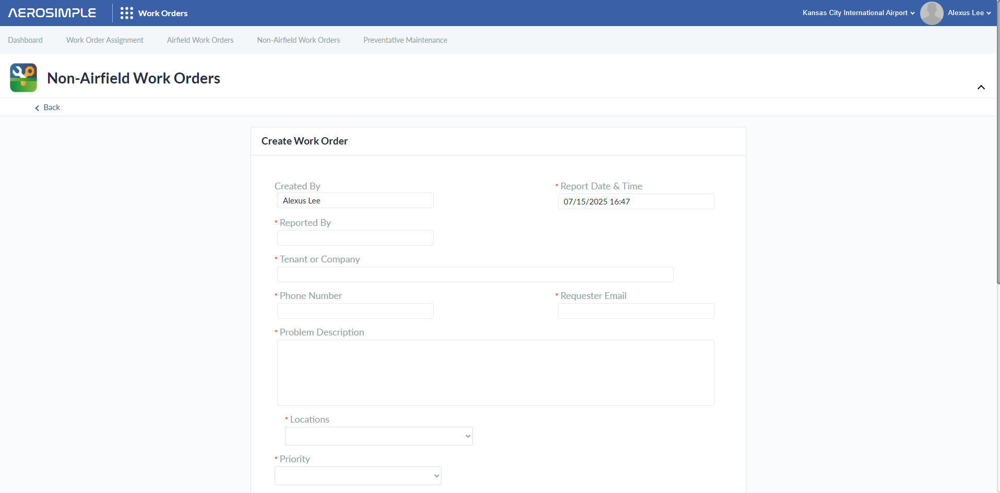 AEROSIMPLE
Work Orders
Kansas City International Airport
Alexus Lee
Dashboard
Work Order Assignment
Airfield Work Orders
Non-Airfield Work Orders
Preventative Maintenance
Non-Airfield Work Orders
Back
Create Work Order
Created By
* Report Date & Time
Alexus Lee
07/15/2025 16:47
* Reported By
* Tenant or Company
* Phone Number
* Requester Email
* Problem Description
* Locations
* Priority